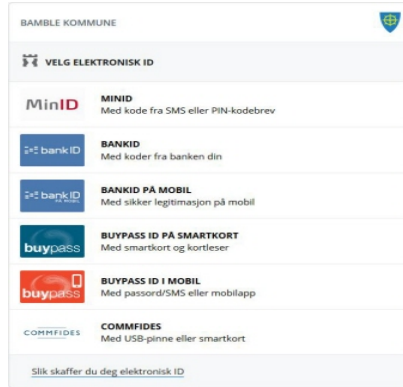 BAMBLE KOMMUNE
VELG ELEKTRONISK ID
MinID
MINID
Med kode fra SMS eller PIN-kodebrev
bankID
BANKID
Med koder fra banken din
bankID
PÅ MOBIL
BANKID PÅ MOBIL
Med sikker legitimasjon på mobil
buypass
BUYPASS ID PÅ SMARTKORT
Med smartkort og kortleser
buypass
BUYPASS ID I MOBIL
Med passord/SMS eller mobilapp
COMMFIDES
COMMFIDES
Med USB-pinne eller smartkort
Slik skaffer du deg elektronisk ID